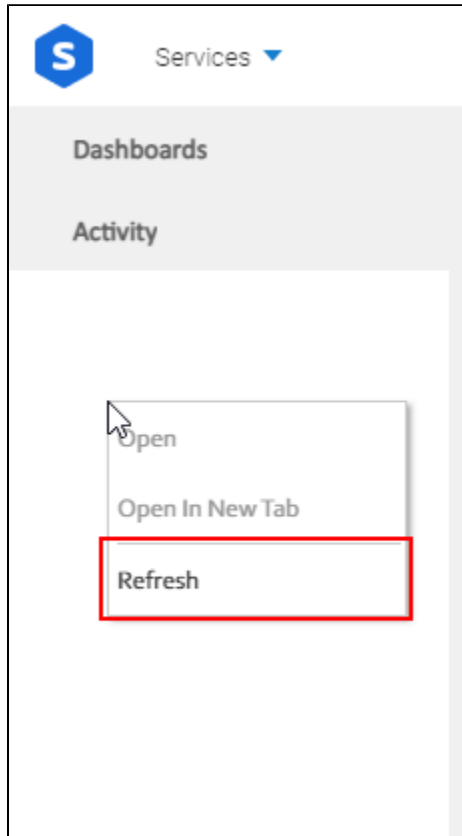 S
Services
Dashboards
Activity
Open
Open In New Tab
Refresh